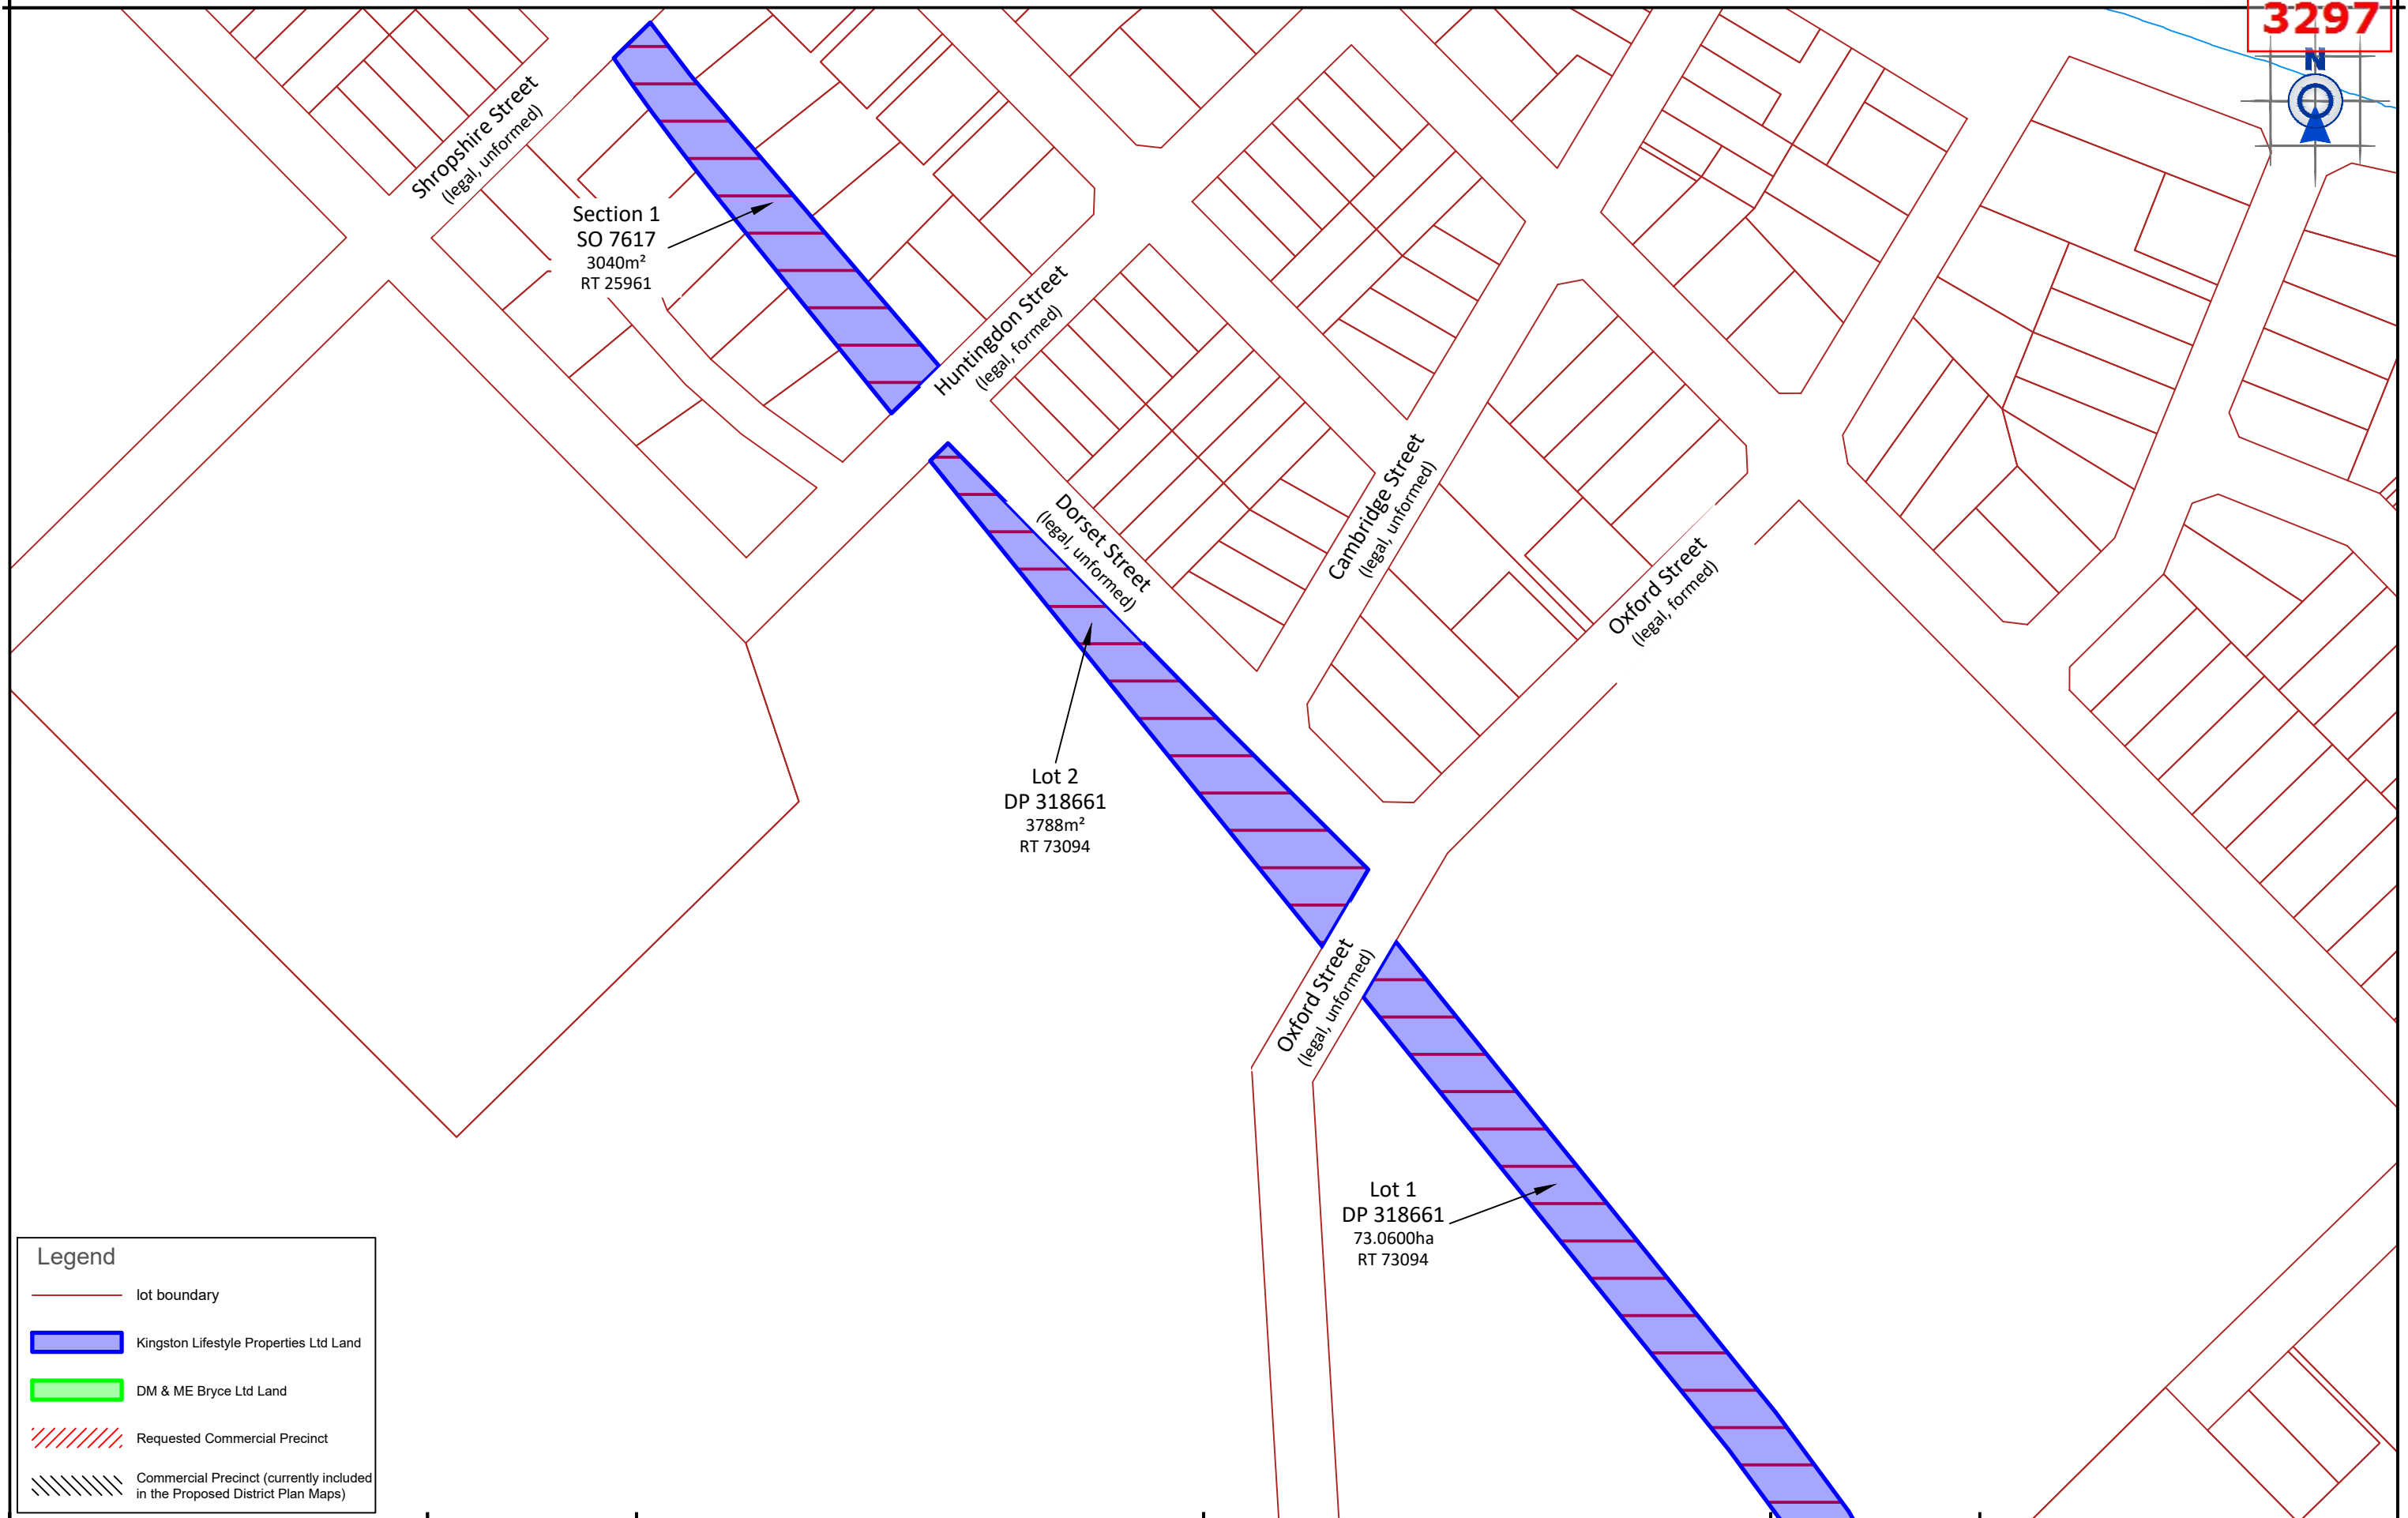 3297
N
Shropshire Street
(legal, unformed)
Section 1
SO 7617
3040m²
RT 25961
Huntingdon Street
(legal, formed)
Dorset Street
(legal, unformed)
Cambridge Street
(legal, unformed)
Oxford Street
(legal, formed)
Lot 2
DP 318661
3788m²
RT 73094
Oxford Street
(legal, unformed)
Lot 1
DP 318661
73.0600ha
RT 73094
Legend
lot boundary
Kingston Lifestyle Properties Ltd Land
DM & ME Bryce Ltd Land
Requested Commercial Precinct
Commercial Precinct (currently included
in the Proposed District Plan Maps)